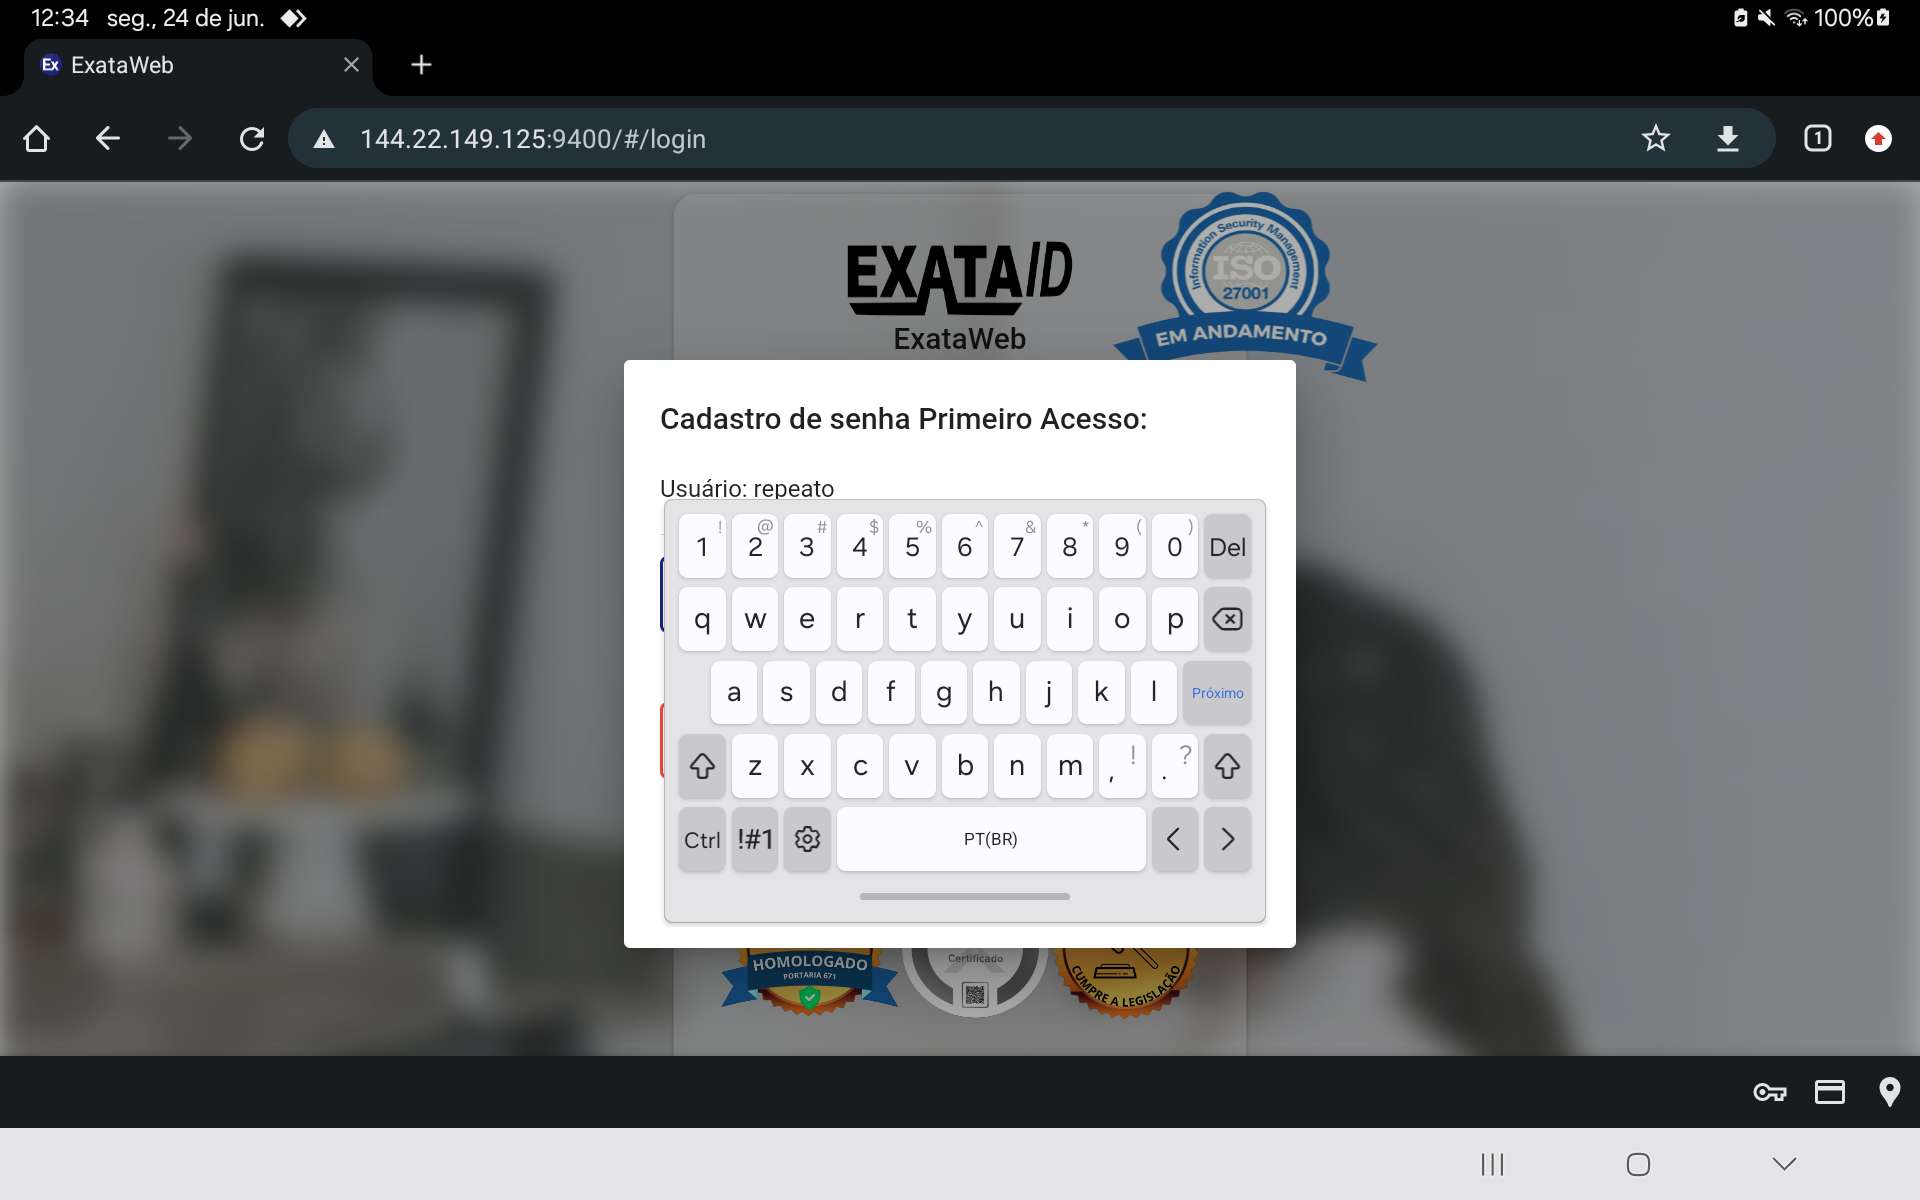 12:34 seg., 24 de jun. 100%
Ex ExataWeb
144.22.149.125:9400/#/login 1
EXATAID
ExataWeb
Information Security Management
ISO
27001
EM ANDAMENTO
Cadastro de senha Primeiro Acesso:
Usuário: repeato
! @ # $ % ^ & * ( )
1 2 3 4 5 6 7 8 9 0 Del
q w e r t y u i o p
a s d f g h j k l Próximo
z x c v b n m , ! . ?
Ctrl !#1 PT(BR) < >
HOMOLOGADO
PORTARIA 671
Certificado
CUMPRE A LEGISLAÇÃO